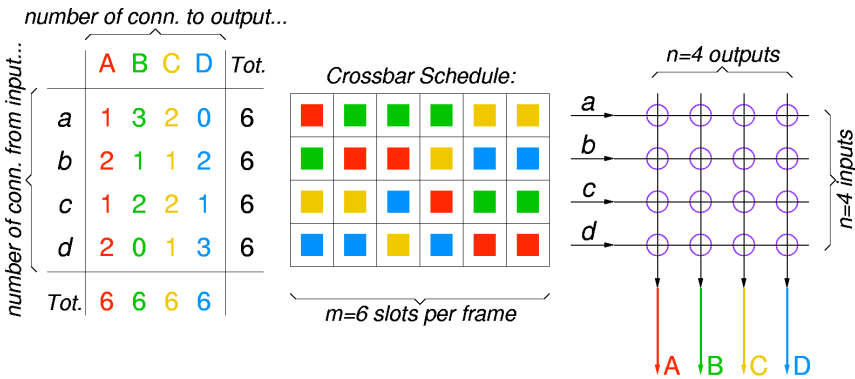 number of conn. to output...
number of conn. from input...
A B C D Tot.
a 1 3 2 0 6
b 2 1 1 2 6
c 1 2 2 1 6
d 2 0 1 3 6
Tot. 6 6 6 6
Crossbar Schedule:
m=6 slots per frame
n=4 outputs
a
b
c
d
n=4 inputs
A B C D